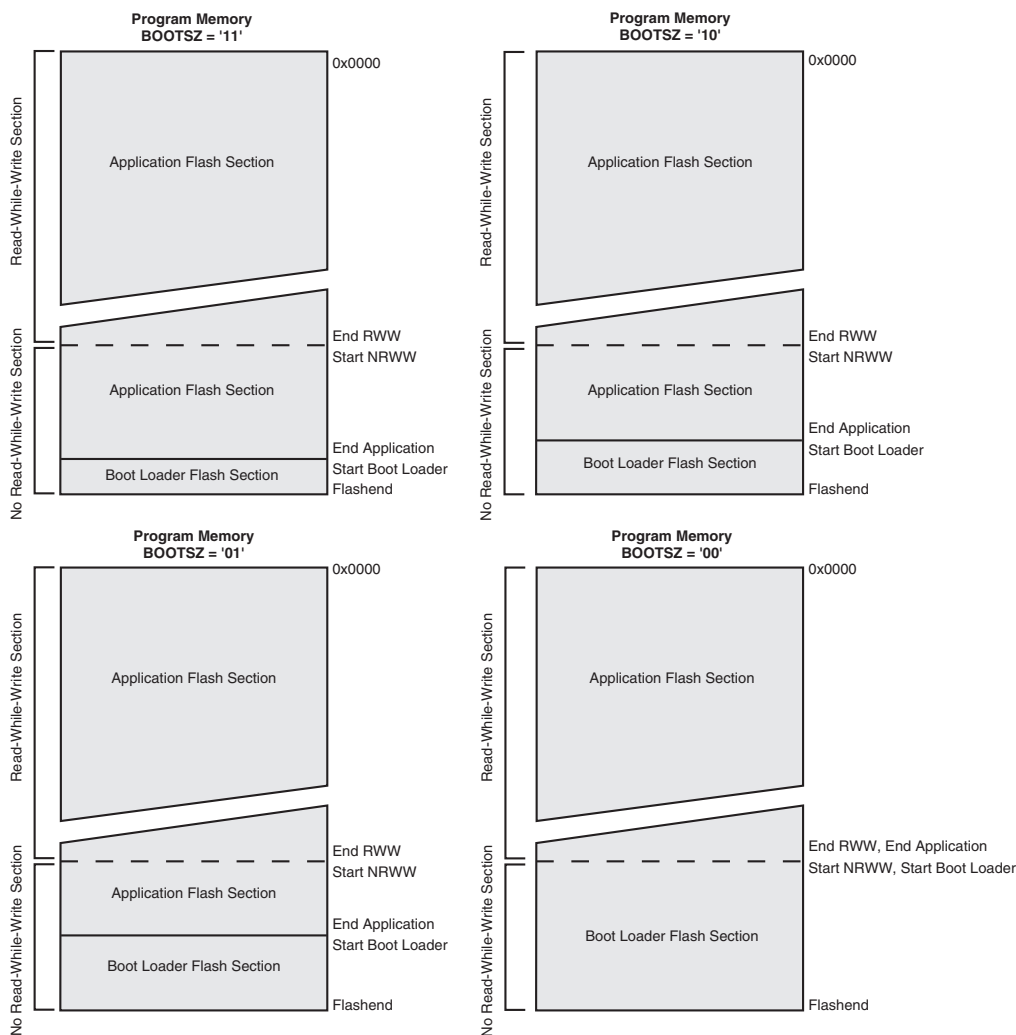 Program Memory
BOOTSZ = '11'
0x0000
Read-While-Write Section
Application Flash Section
End RWW
Start NRWW
No Read-While-Write Section
Application Flash Section
End Application
Start Boot Loader
Boot Loader Flash Section
Flashend
Program Memory
BOOTSZ = '10'
0x0000
Read-While-Write Section
Application Flash Section
End RWW
Start NRWW
No Read-While-Write Section
Application Flash Section
End Application
Start Boot Loader
Boot Loader Flash Section
Flashend
Program Memory
BOOTSZ = '01'
0x0000
Read-While-Write Section
Application Flash Section
End RWW
Start NRWW
No Read-While-Write Section
Application Flash Section
End Application
Start Boot Loader
Boot Loader Flash Section
Flashend
Program Memory
BOOTSZ = '00'
0x0000
Read-While-Write Section
Application Flash Section
End RWW, End Application
Start NRWW, Start Boot Loader
No Read-While-Write Section
Boot Loader Flash Section
Flashend